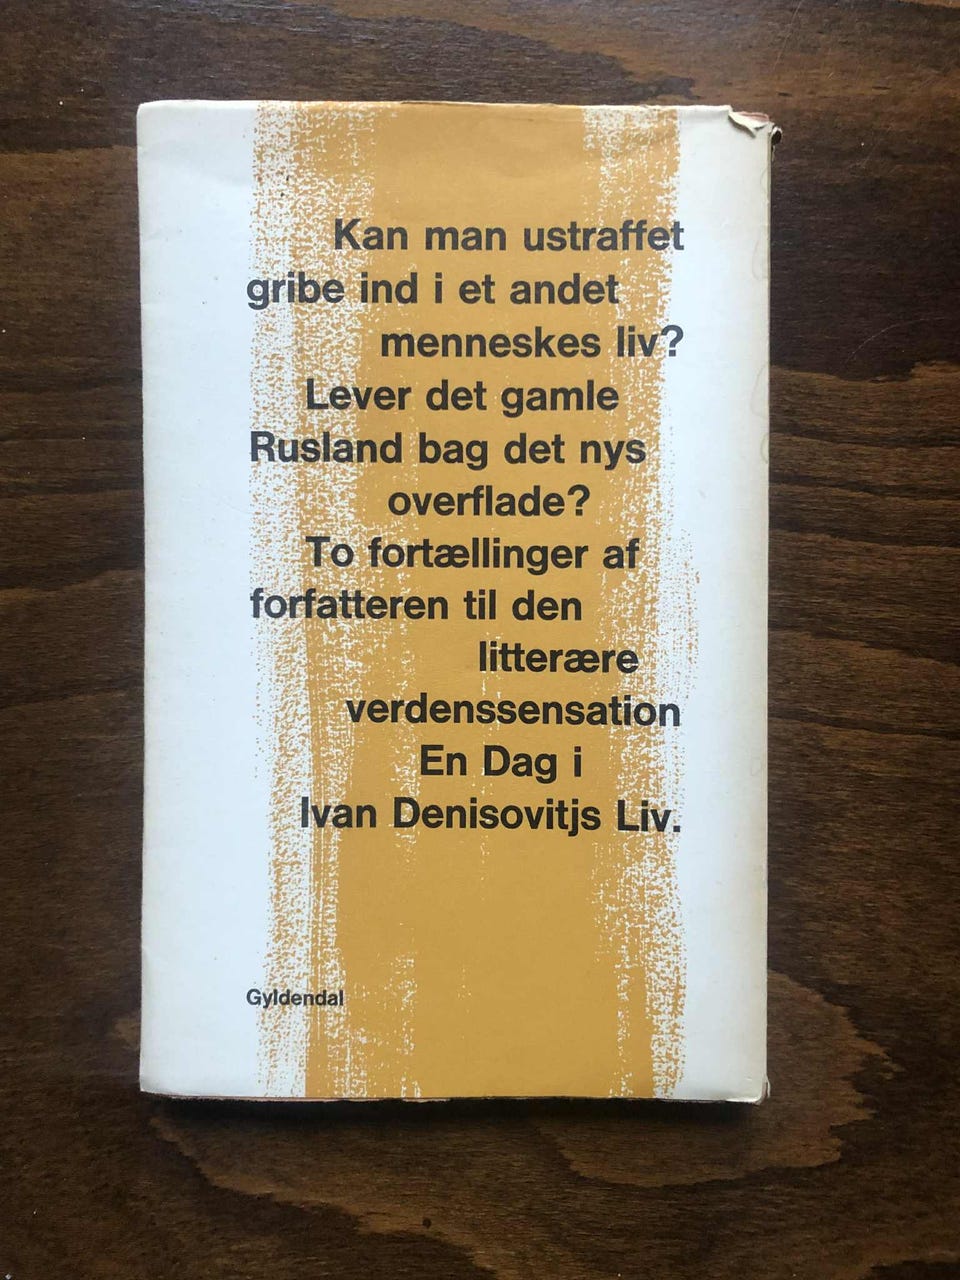 Kan man ustraffet
gribe ind i et andet
menneskes liv?
Lever det gamle
Rusland bag det nys
overflade?
To fortællinger af
forfatteren til den
litterære
verdenssensation
En Dag i
Ivan Denisovitjs Liv.
Gyldendal